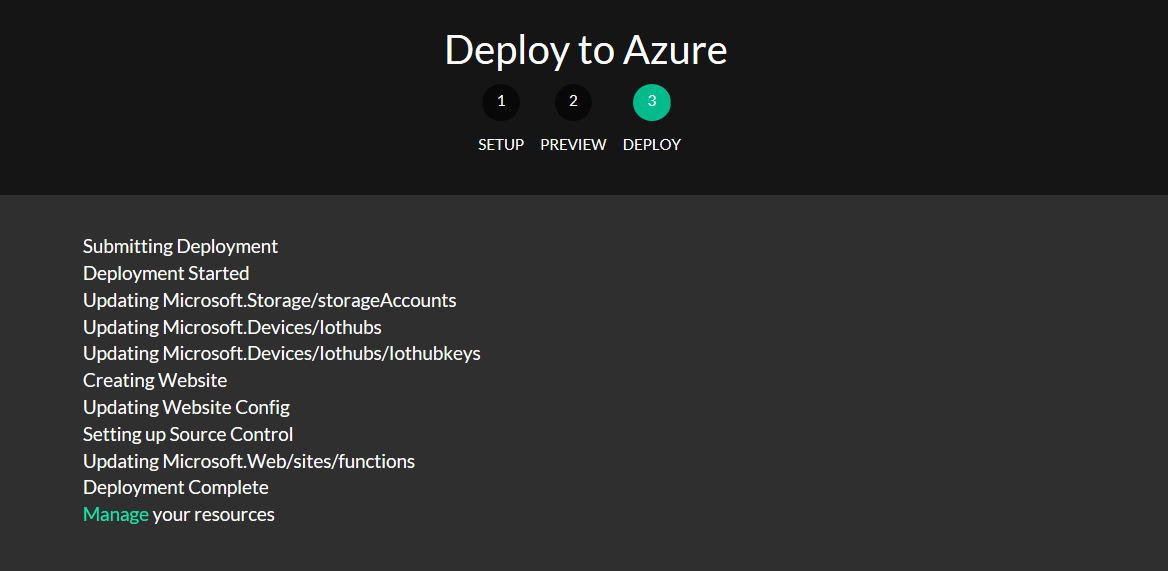 Deploy to Azure
1 2 3
SETUP PREVIEW DEPLOY
Submitting Deployment
Deployment Started
Updating Microsoft.Storage/storageAccounts
Updating Microsoft.Devices/Iothubs
Updating Microsoft.Devices/Iothubs/Iothubkeys
Creating Website
Updating Website Config
Setting up Source Control
Updating Microsoft.Web/sites/functions
Deployment Complete
Manage your resources